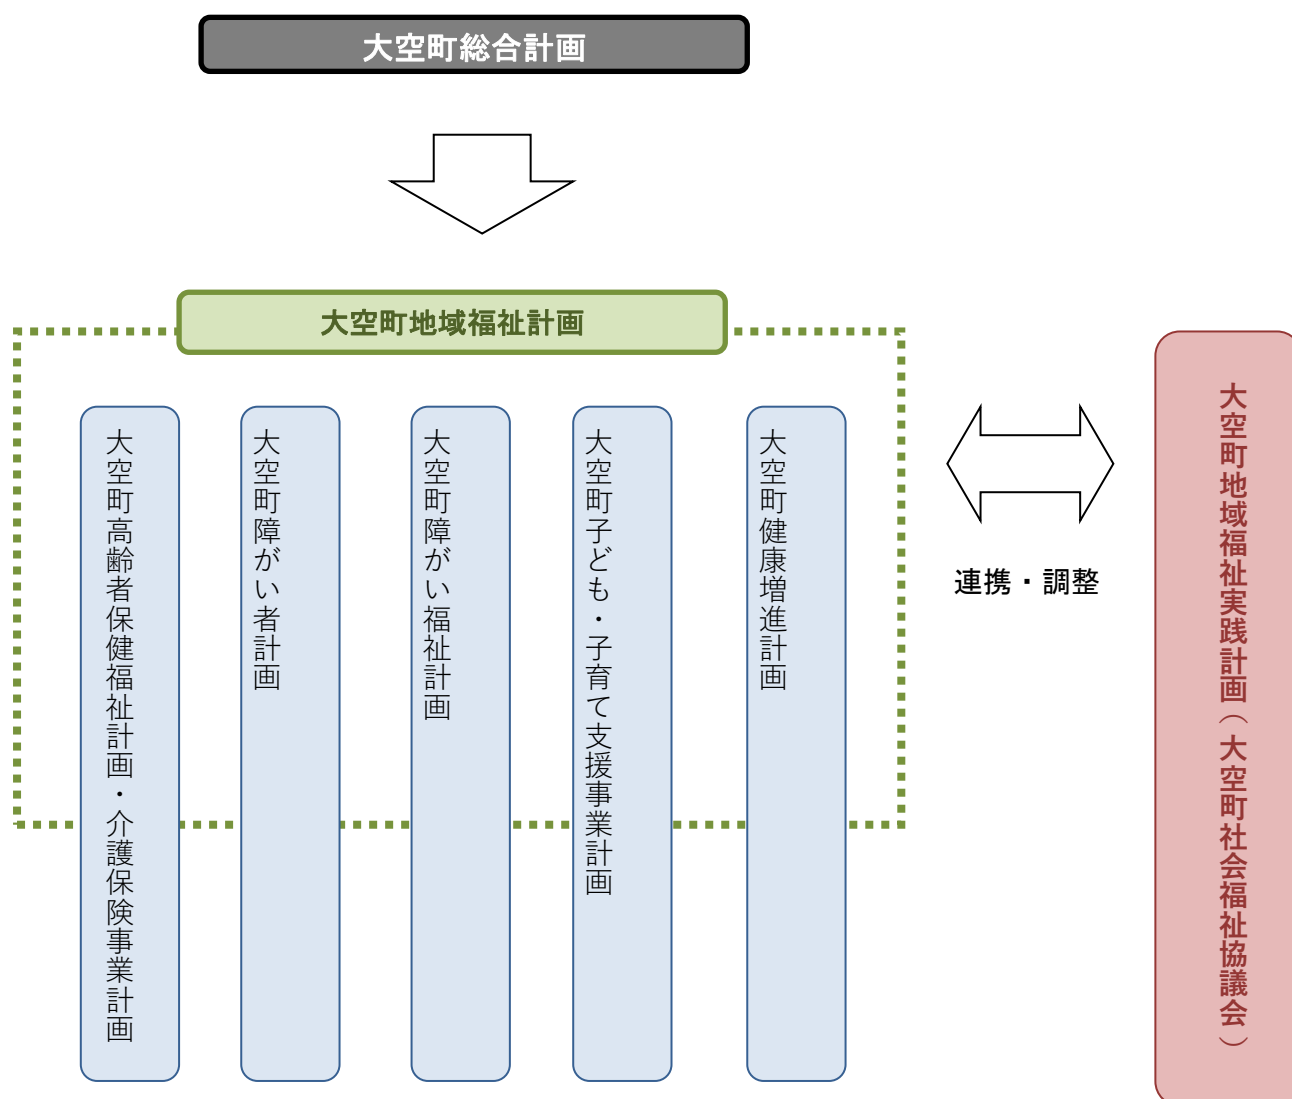 大空町総合計画
大空町地域福祉計画
大空町高齢者保健福祉計画・介護保険事業計画
大空町障がい者計画
大空町障がい福祉計画
大空町子ども・子育て支援事業計画
大空町健康増進計画
連携・調整
大空町地域福祉実践計画（大空町社会福祉協議会）